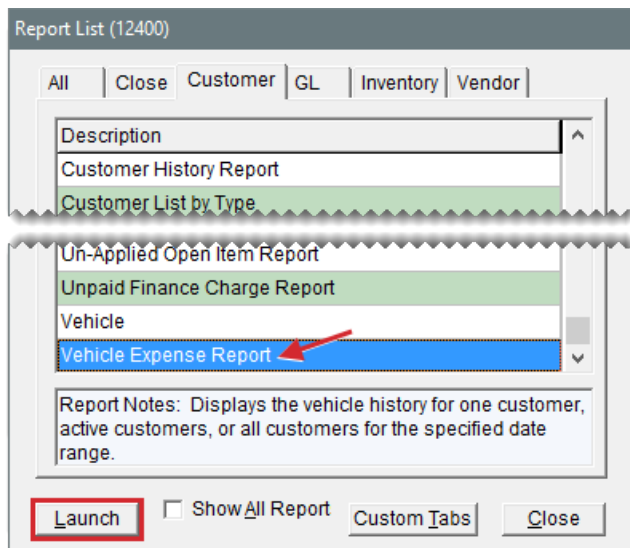 Report List (12400)
All Close Customer GL Inventory Vendor
Description
Customer History Report
Customer List by Type
Un-Applied Open Item Report
Unpaid Finance Charge Report
Vehicle
Vehicle Expense Report
Report Notes: Displays the vehicle history for one customer,
active customers, or all customers for the specified date
range.
Launch Show All Report Custom Tabs Close